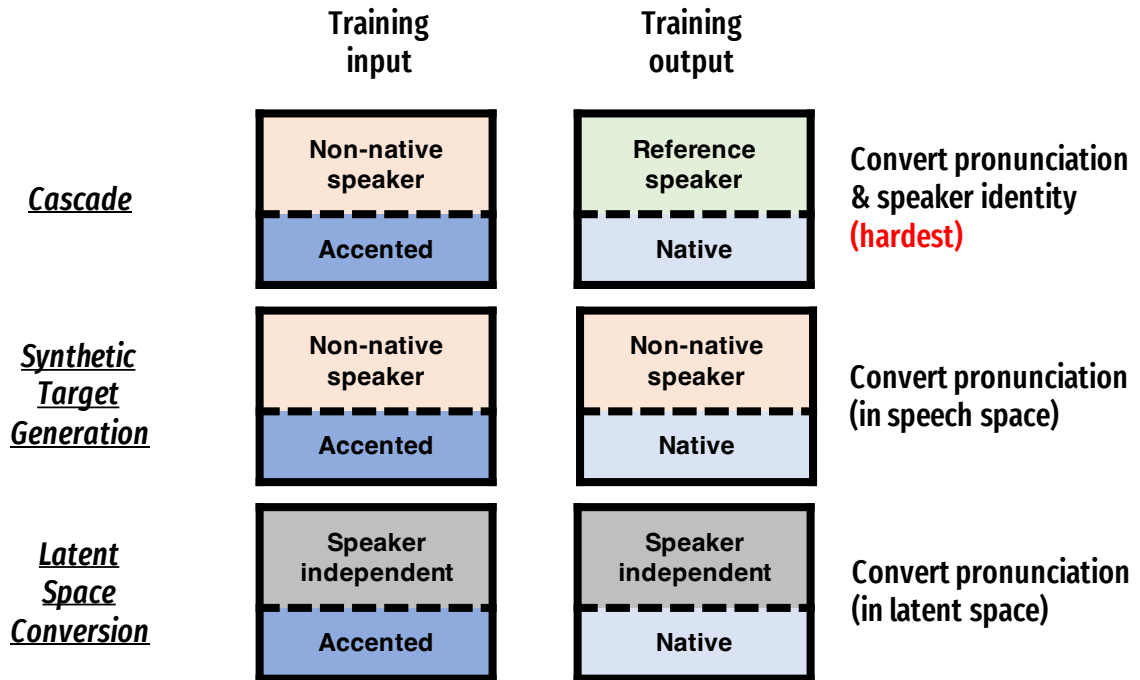 Training
input
Training
output
Cascade
Non-native
speaker
Accented
Reference
speaker
Native
Convert pronunciation
& speaker identity
(hardest)
Synthetic
Target
Generation
Non-native
speaker
Accented
Non-native
speaker
Native
Convert pronunciation
(in speech space)
Latent
Space
Conversion
Speaker
independent
Accented
Speaker
independent
Native
Convert pronunciation
(in latent space)